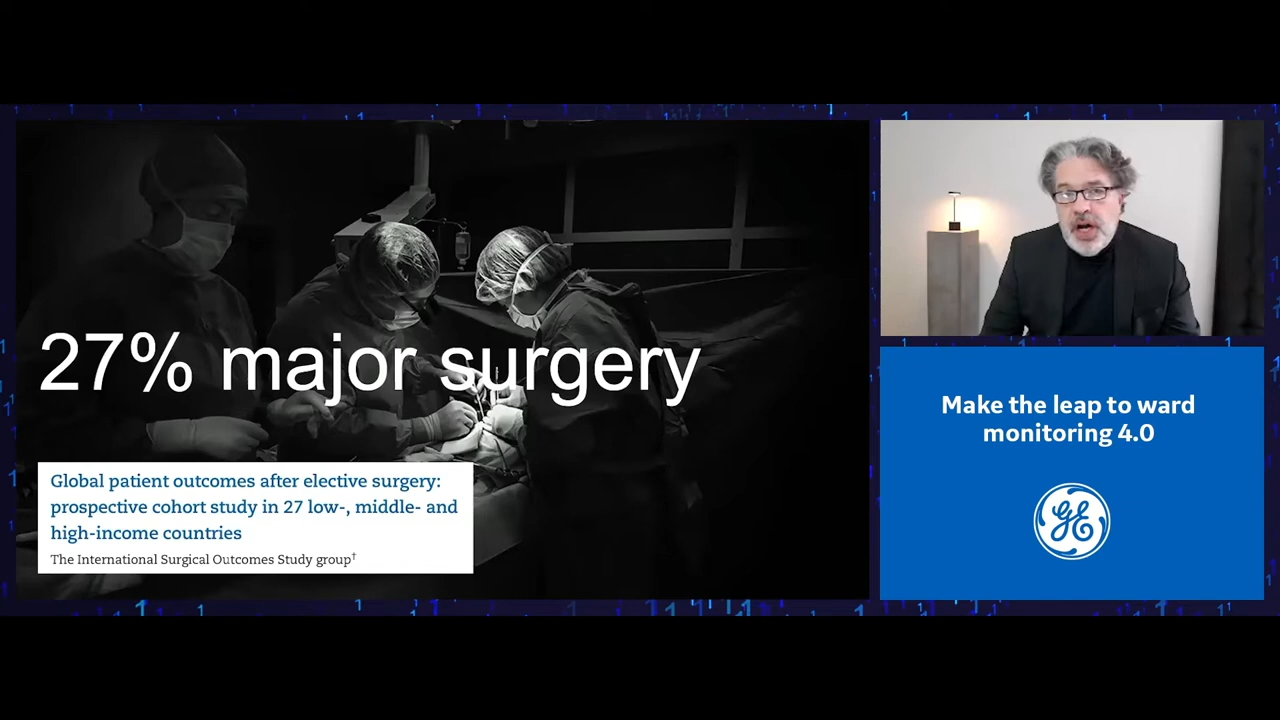 27% major surgery
Global patient outcomes after elective surgery:
prospective cohort study in 27 low-, middle- and
high-income countries
The International Surgical Outcomes Study group†
Make the leap to ward
monitoring 4.0
GE